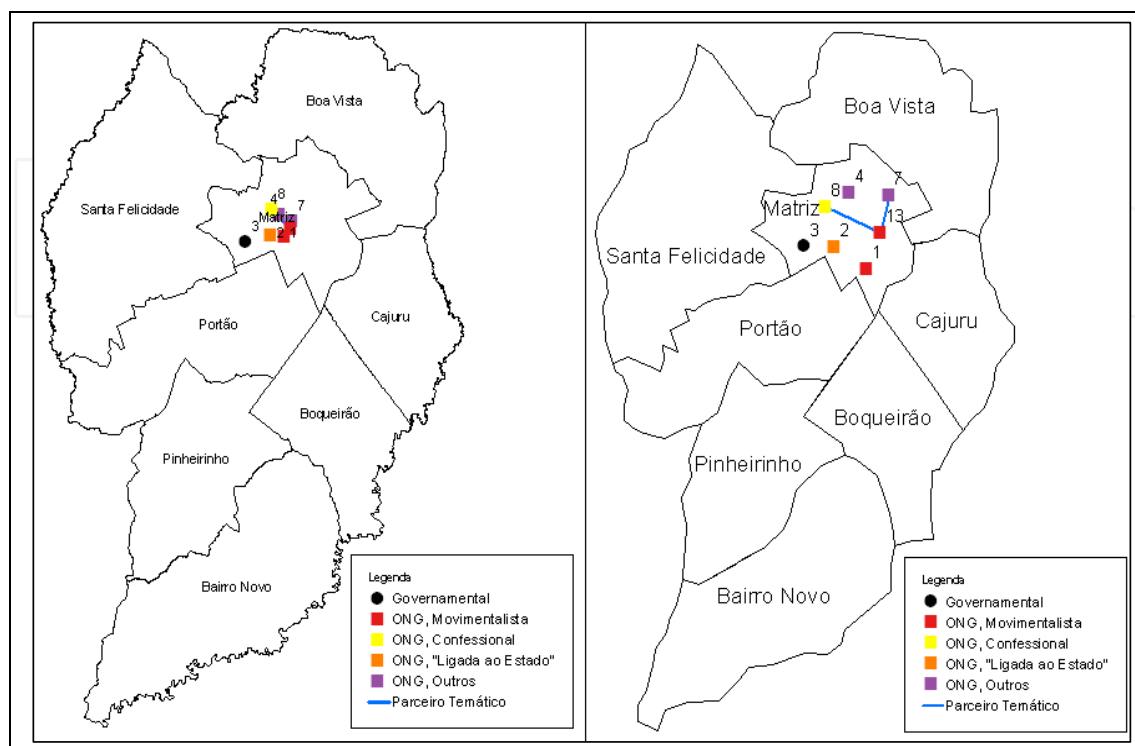 Boa Vista
Santa Felicidade
4
8
Matriz
7
3
2
1
Portão
Cajuru
Boqueirão
Pinheirinho
Bairro Novo
Legenda
Governamental
ONG, Movimentalista
ONG, Confessional
ONG, "Ligada ao Estado"
ONG, Outros
Parceiro Temático
Boa Vista
4
7
8
Matriz
13
3
2
Santa Felicidade
1
Portão
Cajuru
Boqueirão
Pinheirinho
Bairro Novo
Legenda
Governamental
ONG, Movimentalista
ONG, Confessional
ONG, "Ligada ao Estado"
ONG, Outros
Parceiro Temático